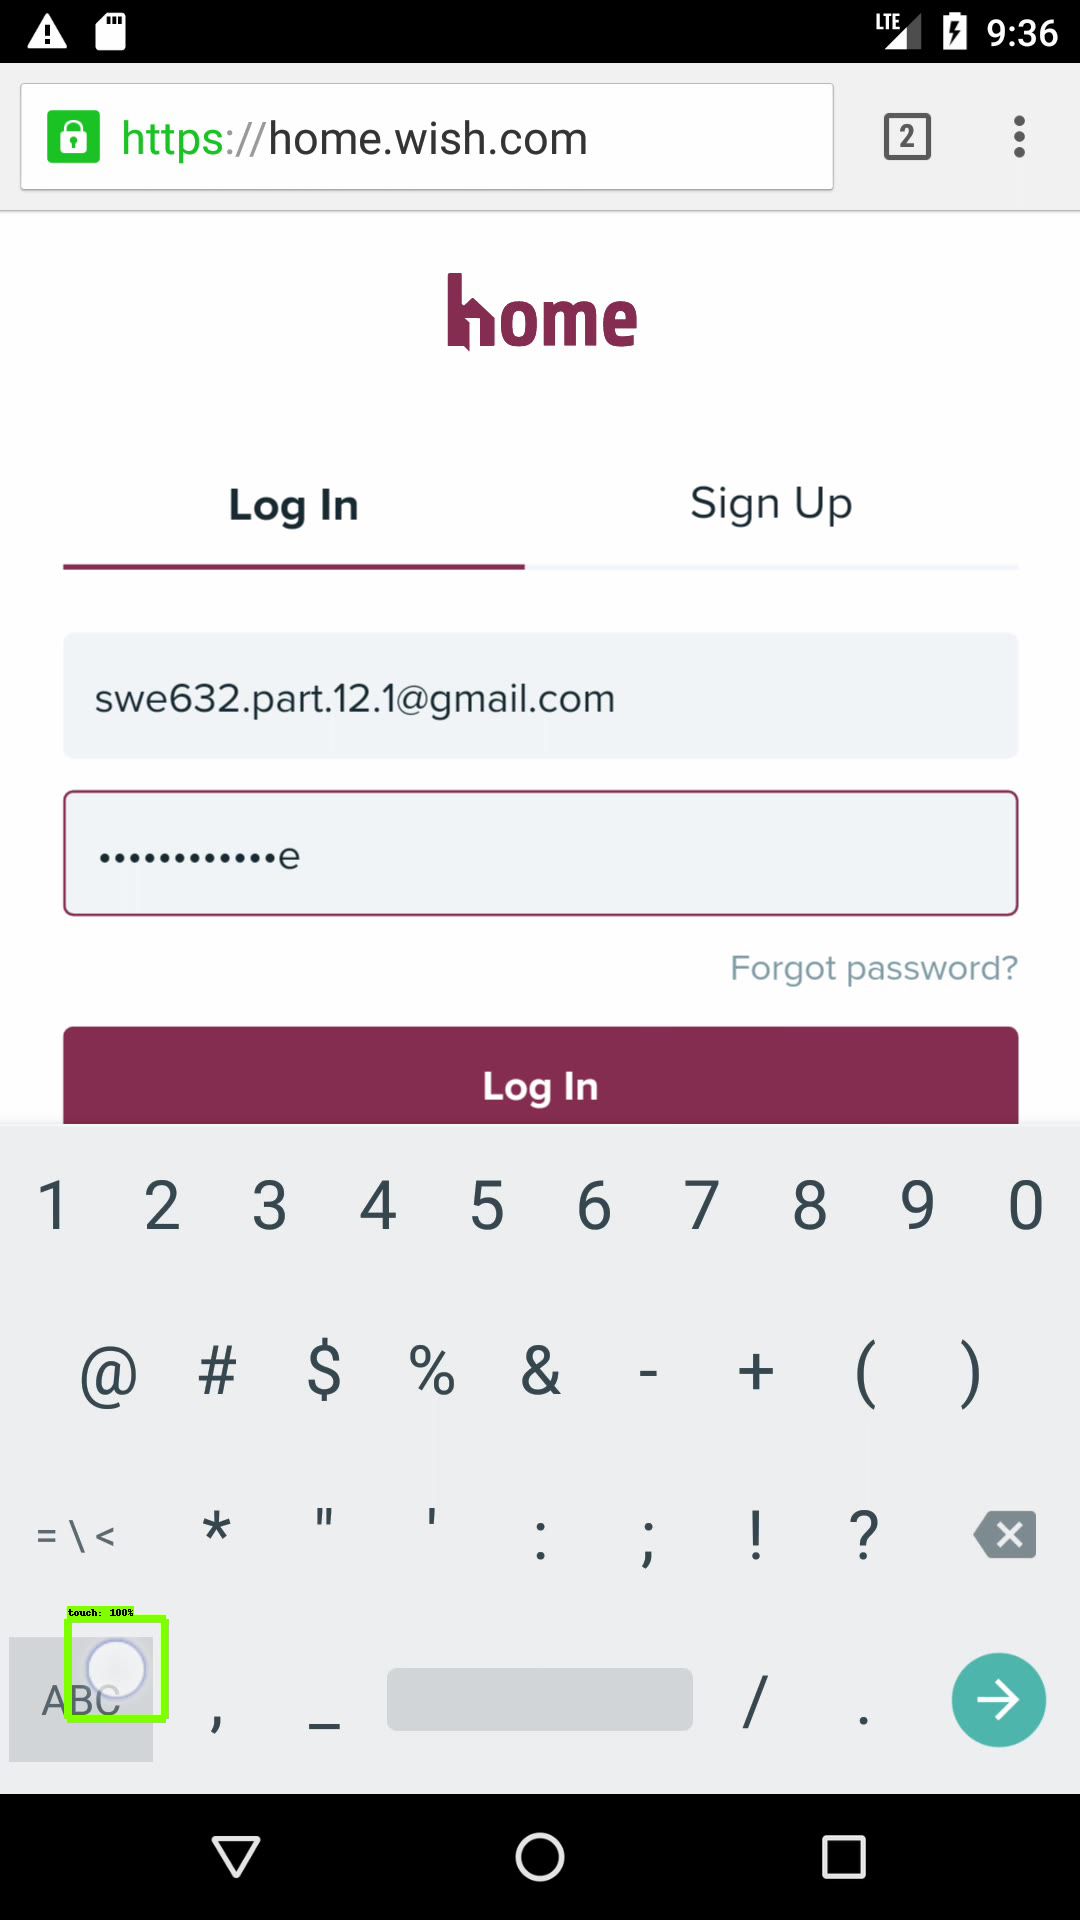 LTE 9:36
https://home.wish.com 2
home
Log In Sign Up
swe632.part.12.1@gmail.com
••••••••••••e
Forgot password?
Log In
1 2 3 4 5 6 7 8 9 0
@ # $ % & - + ( )
= \ < * " ' : ; ! ?
touch: 100%
ABC , _ / .